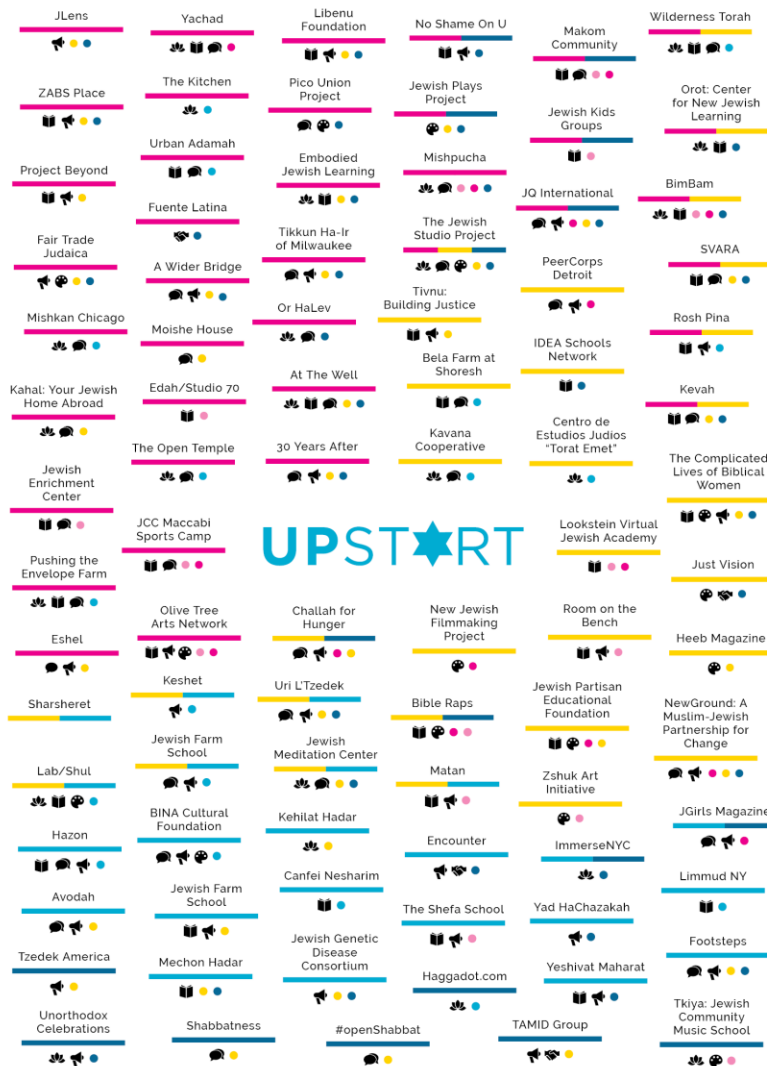 JLens
ZABS Place
Project Beyond
Fair Trade
Judaica
Mishkan Chicago
Kahal: Your Jewish
Home Abroad
Jewish
Enrichment
Center
Pushing the
Envelope Farm
Eshel
Sharsheret
Lab/Shul
Hazon
Avodah
Tzedek America
Unorthodox
Celebrations
Yachad
The Kitchen
Urban Adamah
Fuente Latina
A Wider Bridge
Moishe House
Edah/Studio 70
The Open Temple
JCC Maccabi
Sports Camp
Olive Tree
Arts Network
Keshet
Jewish Farm
School
BINA Cultural
Foundation
Jewish Farm
School
Mechon Hadar
Shabbatness
Libenu
Foundation
Pico Union
Project
Embodied
Jewish Learning
Tikkun Ha-Ir
of Milwaukee
Or HaLev
At The Well
30 Years After
UPSTART
Challah for
Hunger
Uri L'Tzedek
Jewish
Meditation Center
Kehilat Hadar
Canfei Nesharim
Jewish Genetic
Disease
Consortium
#openShabbat
No Shame On U
Jewish Plays
Project
Mishpucha
The Jewish
Studio Project
Tivnu:
Building Justice
Bela Farm at
Shoresh
Kavana
Cooperative
New Jewish
Filmmaking
Project
Bible Raps
Matan
Encounter
The Shefa School
Haggadot.com
Makom
Community
Jewish Kids
Groups
JQ International
PeerCorps
Detroit
IDEA Schools
Network
Centro de
Estudios Judios
“Torat Emet”
Lookstein Virtual
Jewish Academy
Room on the
Bench
Jewish Partisan
Educational
Foundation
Zshuk Art
Initiative
ImmerseNYC
Yad HaChazakah
Yeshivat Maharat
TAMID Group
Wilderness Torah
Orot: Center
for New Jewish
Learning
BimBam
SVARA
Rosh Pina
Kevah
The Complicated
Lives of Biblical
Women
Just Vision
Heeb Magazine
NewGround: A
Muslim-Jewish
Partnership for
Change
JGirls Magazine
Limmud NY
Footsteps
Tkiya: Jewish
Community
Music School